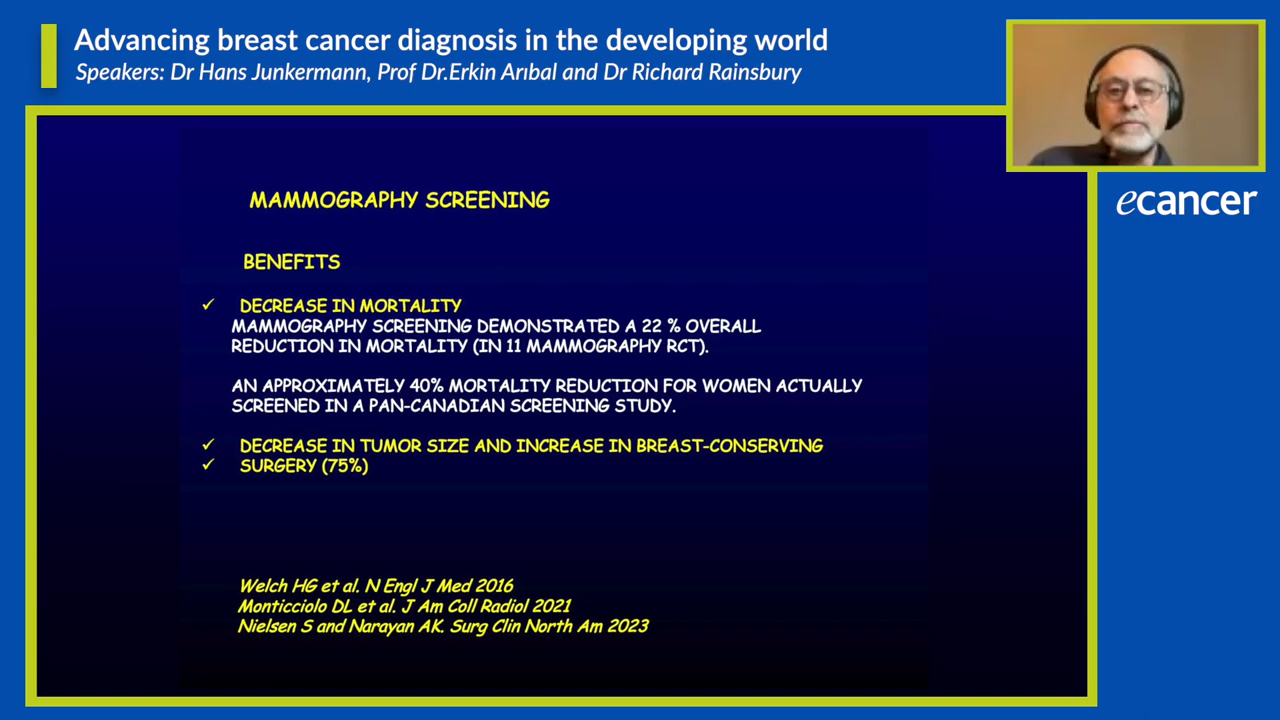 Advancing breast cancer diagnosis in the developing world
Speakers: Dr Hans Junkermann, Prof Dr.Erkin Arıbal and Dr Richard Rainsbury
ecancer
MAMMOGRAPHY SCREENING
BENEFITS
✓ DECREASE IN MORTALITY
MAMMOGRAPHY SCREENING DEMONSTRATED A 22 % OVERALL
REDUCTION IN MORTALITY (IN 11 MAMMOGRAPHY RCT).
AN APPROXIMATELY 40% MORTALITY REDUCTION FOR WOMEN ACTUALLY
SCREENED IN A PAN-CANADIAN SCREENING STUDY.
✓ DECREASE IN TUMOR SIZE AND INCREASE IN BREAST-CONSERVING
✓ SURGERY (75%)
Welch HG et al. N Engl J Med 2016
Monticciolo DL et al. J Am Coll Radiol 2021
Nielsen S and Narayan AK. Surg Clin North Am 2023